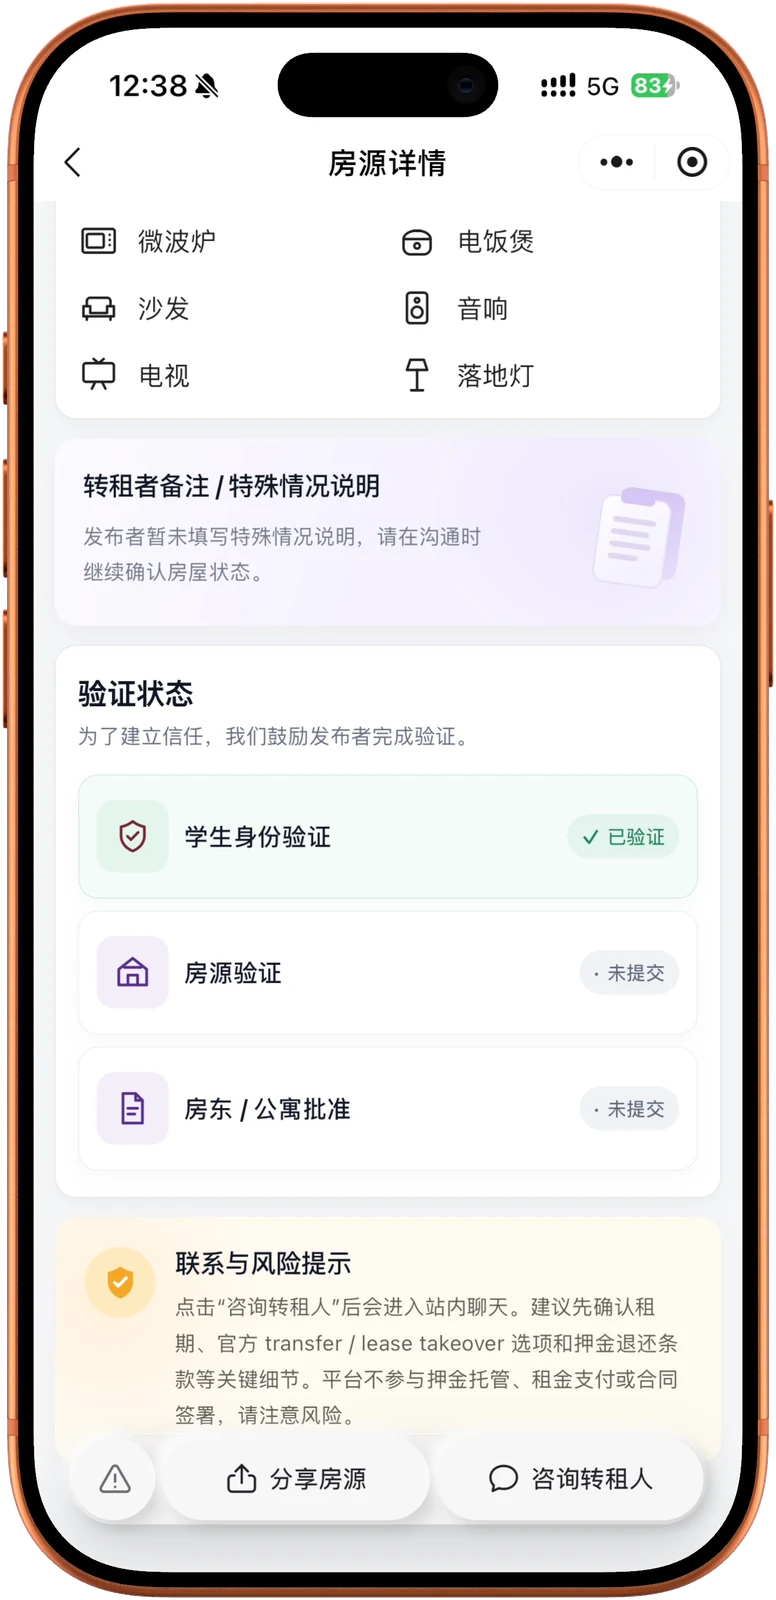 12:38
5G
83
房源详情
微波炉
电饭煲
沙发
音响
电视
落地灯
转租者备注 / 特殊情况说明
发布者暂未填写特殊情况说明，请在沟通时
继续确认房屋状态。
验证状态
为了建立信任，我们鼓励发布者完成验证。
学生身份验证
已验证
房源验证
· 未提交
房东 / 公寓批准
· 未提交
联系与风险提示
点击“咨询转租人”后会进入站内聊天。建议先确认租
期、官方 transfer / lease takeover 选项和押金退还条
款等关键细节。平台不参与押金托管、租金支付或合同
签署，请注意风险。
分享房源
咨询转租人